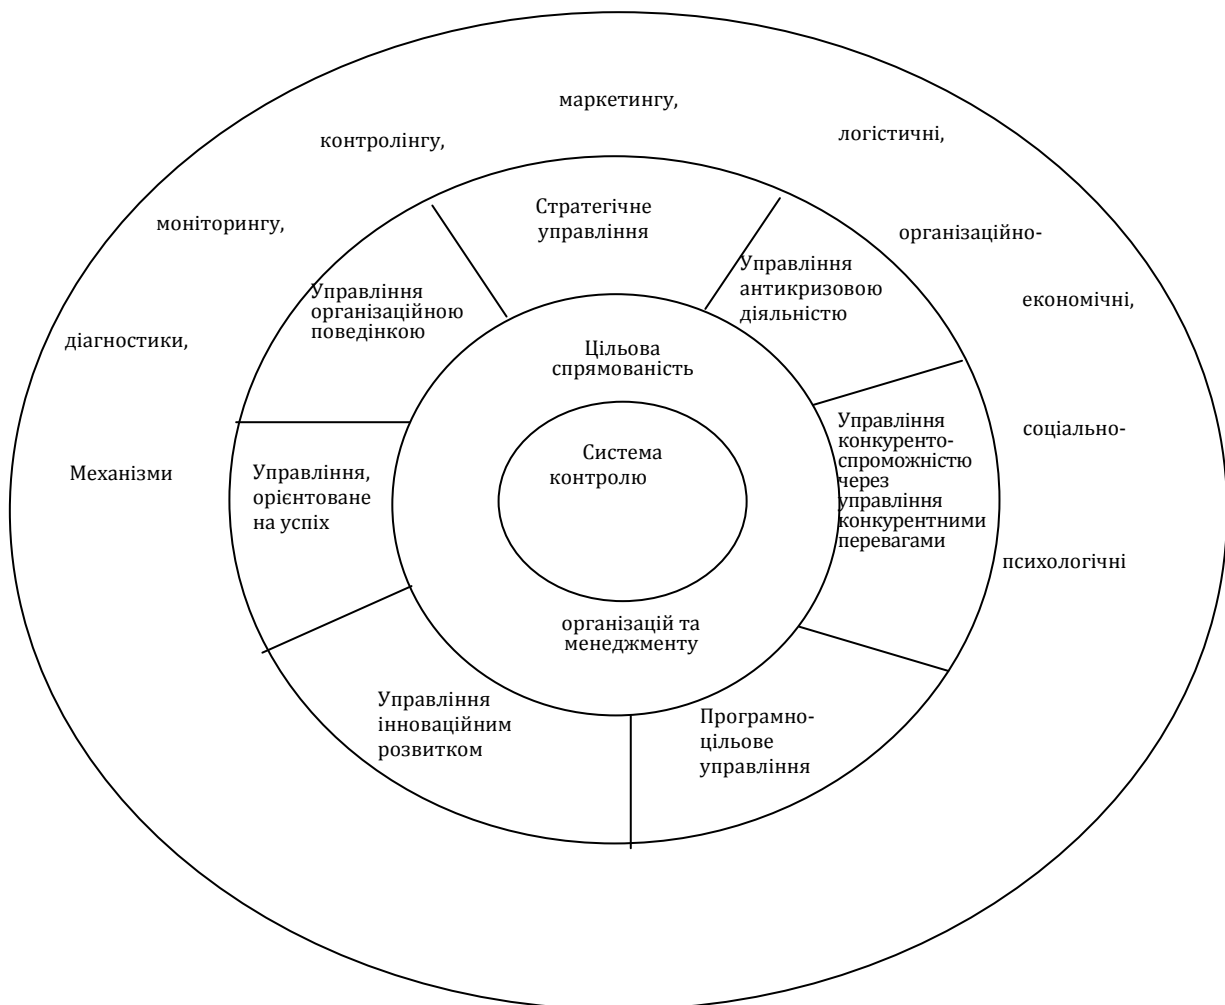 маркетингу,
контролінгу,
логістичні,
моніторингу,
організаційно-
діагностики,
економічні,
Механізми
соціально-
психологічні
Стратегічне
управління
Управління
організаційною
поведінкою
Управління
антикризовою
діяльністю
Управління,
орієнтоване
на успіх
Управління
конкуренто-
спроможністю
через
управління
конкурентними
перевагами
Управління
інноваційним
розвитком
Програмно-
цільове
управління
Цільова
спрямованість
організацій та
менеджменту
Система
контролю